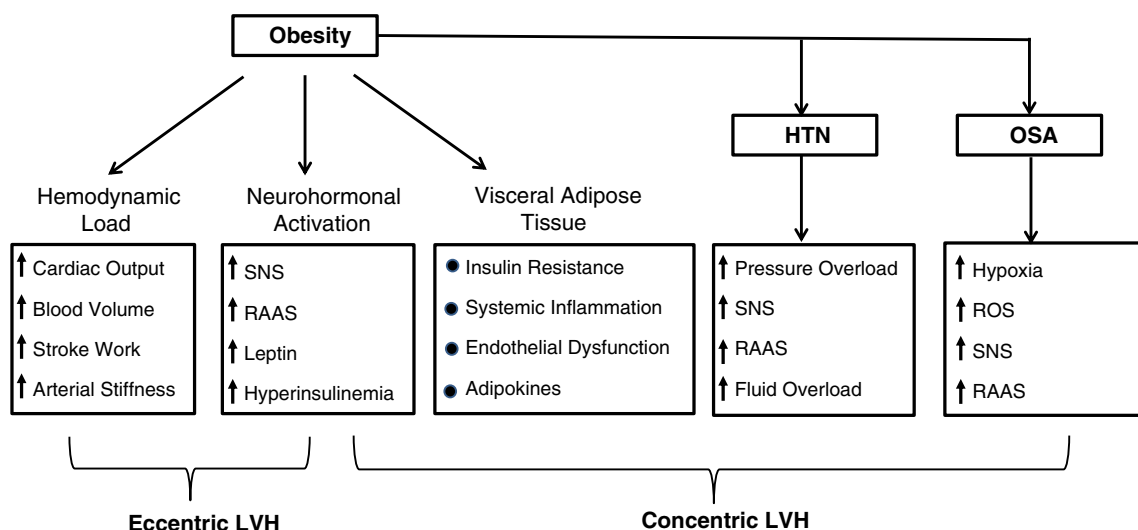 Obesity
HTN
OSA
Hemodynamic
Load
Neurohormonal
Activation
Visceral Adipose
Tissue
Cardiac Output
Blood Volume
Stroke Work
Arterial Stiffness
SNS
RAAS
Leptin
Hyperinsulinemia
Insulin Resistance
Systemic Inflammation
Endothelial Dysfunction
Adipokines
Pressure Overload
SNS
RAAS
Fluid Overload
Hypoxia
ROS
SNS
RAAS
Eccentric LVH
Concentric LVH